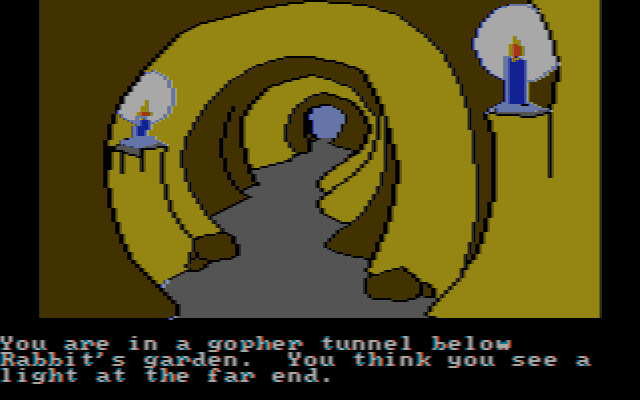 You are in a gopher tunnel below
Rabbit's garden.  You think you see a
light at the far end.